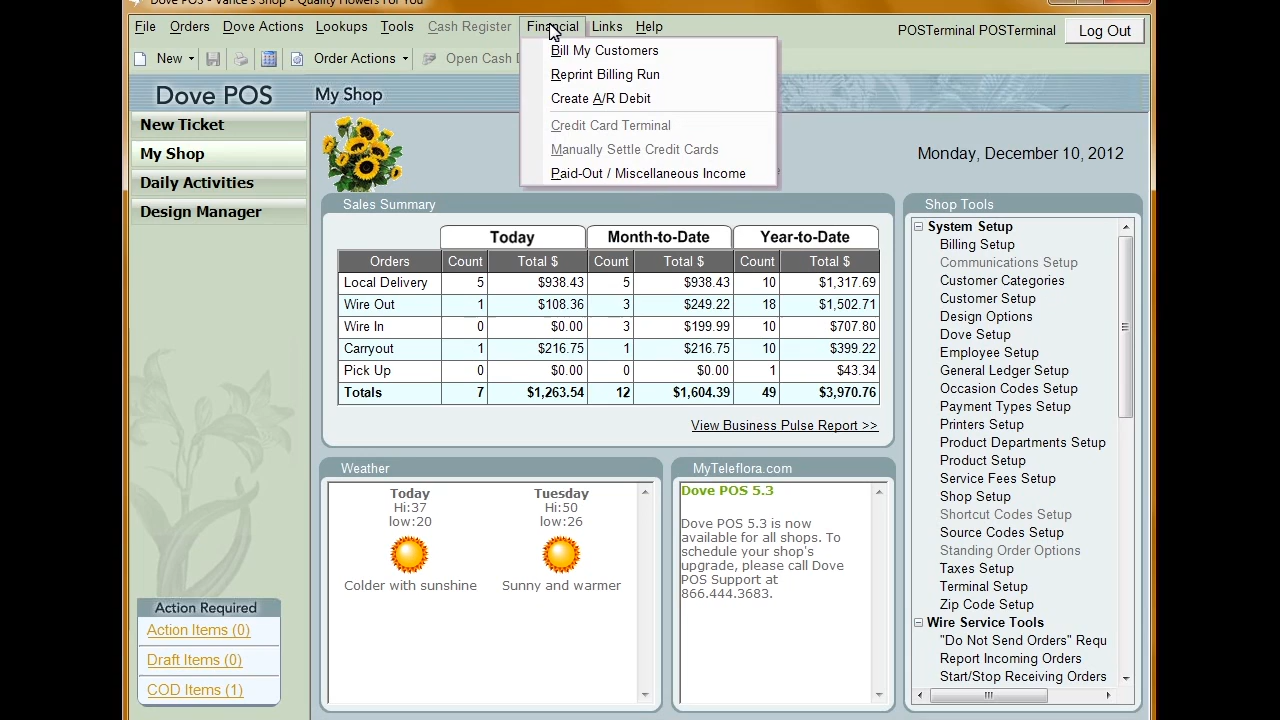 Dove POS - Vance's Shop - Quality Flowers For You
File Orders Dove Actions Lookups Tools Cash Register Financial Links Help
POSTerminal POSTerminal Log Out
New Order Actions Open Cash D
Bill My Customers
Reprint Billing Run
Create A/R Debit
Credit Card Terminal
Manually Settle Credit Cards
Paid-Out / Miscellaneous Income
Dove POS My Shop
New Ticket
My Shop
Daily Activities
Design Manager
Monday, December 10, 2012
Sales Summary
Today Month-to-Date Year-to-Date
Orders Count Total $ Count Total $ Count Total $
Local Delivery 5 $938.43 5 $938.43 10 $1,317.69
Wire Out 1 $108.36 3 $249.22 18 $1,502.71
Wire In 0 $0.00 3 $199.99 10 $707.80
Carryout 1 $216.75 1 $216.75 10 $399.22
Pick Up 0 $0.00 0 $0.00 1 $43.34
Totals 7 $1,263.54 12 $1,604.39 49 $3,970.76
View Business Pulse Report >>
Weather
Today Tuesday
Hi:37 Hi:50
low:20 low:26
Colder with sunshine Sunny and warmer
MyTeleflora.com
Dove POS 5.3
Dove POS 5.3 is now
available for all shops. To
schedule your shop's
upgrade, please call Dove
POS Support at
866.444.3683.
Shop Tools
System Setup
Billing Setup
Communications Setup
Customer Categories
Customer Setup
Design Options
Dove Setup
Employee Setup
General Ledger Setup
Occasion Codes Setup
Payment Types Setup
Printers Setup
Product Departments Setup
Product Setup
Service Fees Setup
Shop Setup
Shortcut Codes Setup
Source Codes Setup
Standing Order Options
Taxes Setup
Terminal Setup
Zip Code Setup
Wire Service Tools
"Do Not Send Orders" Requ
Report Incoming Orders
Start/Stop Receiving Orders
Action Required
Action Items (0)
Draft Items (0)
COD Items (1)